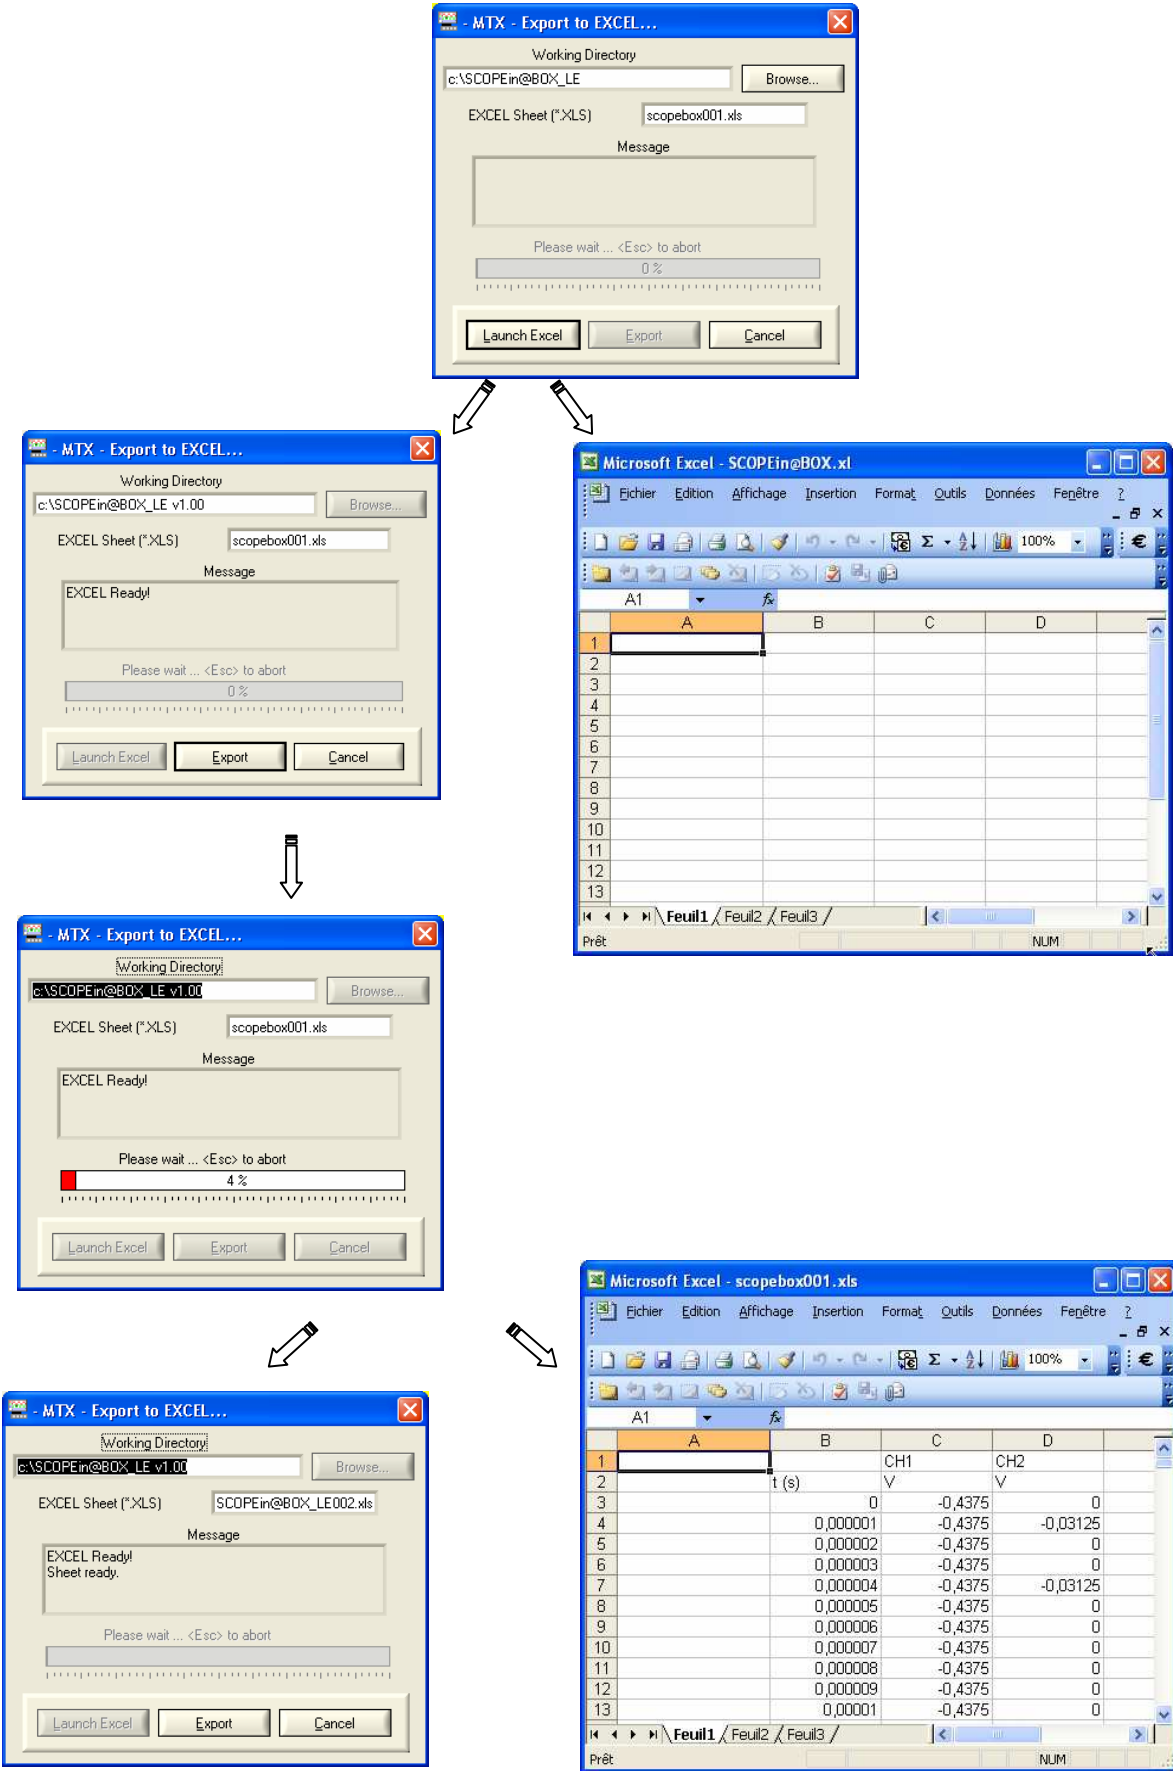 - MTX - Export to EXCEL...
Working Directory
c:\SCOPEin@BOX_LE
Browse...
EXCEL Sheet (*.XLS)
scopebox001.xls
Message
Please wait ... <Esc> to abort
0 %
Launch Excel Export Cancel
- MTX - Export to EXCEL...
Working Directory
c:\SCOPEin@BOX_LE v1.00
Browse...
EXCEL Sheet (*.XLS)
scopebox001.xls
Message
EXCEL Ready!
Please wait ... <Esc> to abort
0 %
Launch Excel Export Cancel
Microsoft Excel - SCOPEin@BOX.xl
Fichier Edition Affichage Insertion Format Outils Données Fenêtre ?
100% €
A1 fx
A B C D
1
2
3
4
5
6
7
8
9
10
11
12
13
Feuil1 Feuil2 Feuil3
Prêt NUM
- MTX - Export to EXCEL...
Working Directory
c:\SCOPEin@BOX_LE v1.00
Browse...
EXCEL Sheet (*.XLS)
scopebox001.xls
Message
EXCEL Ready!
Please wait ... <Esc> to abort
4 %
Launch Excel Export Cancel
- MTX - Export to EXCEL...
Working Directory
c:\SCOPEin@BOX_LE v1.00
Browse...
EXCEL Sheet (*.XLS)
SCOPEin@BOX_LE002.xls
Message
EXCEL Ready!
Sheet ready.
Please wait ... <Esc> to abort
Launch Excel Export Cancel
Microsoft Excel - scopebox001.xls
Fichier Edition Affichage Insertion Format Outils Données Fenêtre ?
100% €
A1 fx
A B C D
1 CH1 CH2
2 t (s) V V
3 0 -0,4375 0
4 0,000001 -0,4375 -0,03125
5 0,000002 -0,4375 0
6 0,000003 -0,4375 0
7 0,000004 -0,4375 -0,03125
8 0,000005 -0,4375 0
9 0,000006 -0,4375 0
10 0,000007 -0,4375 0
11 0,000008 -0,4375 0
12 0,000009 -0,4375 0
13 0,00001 -0,4375 0
Feuil1 Feuil2 Feuil3
Prêt NUM